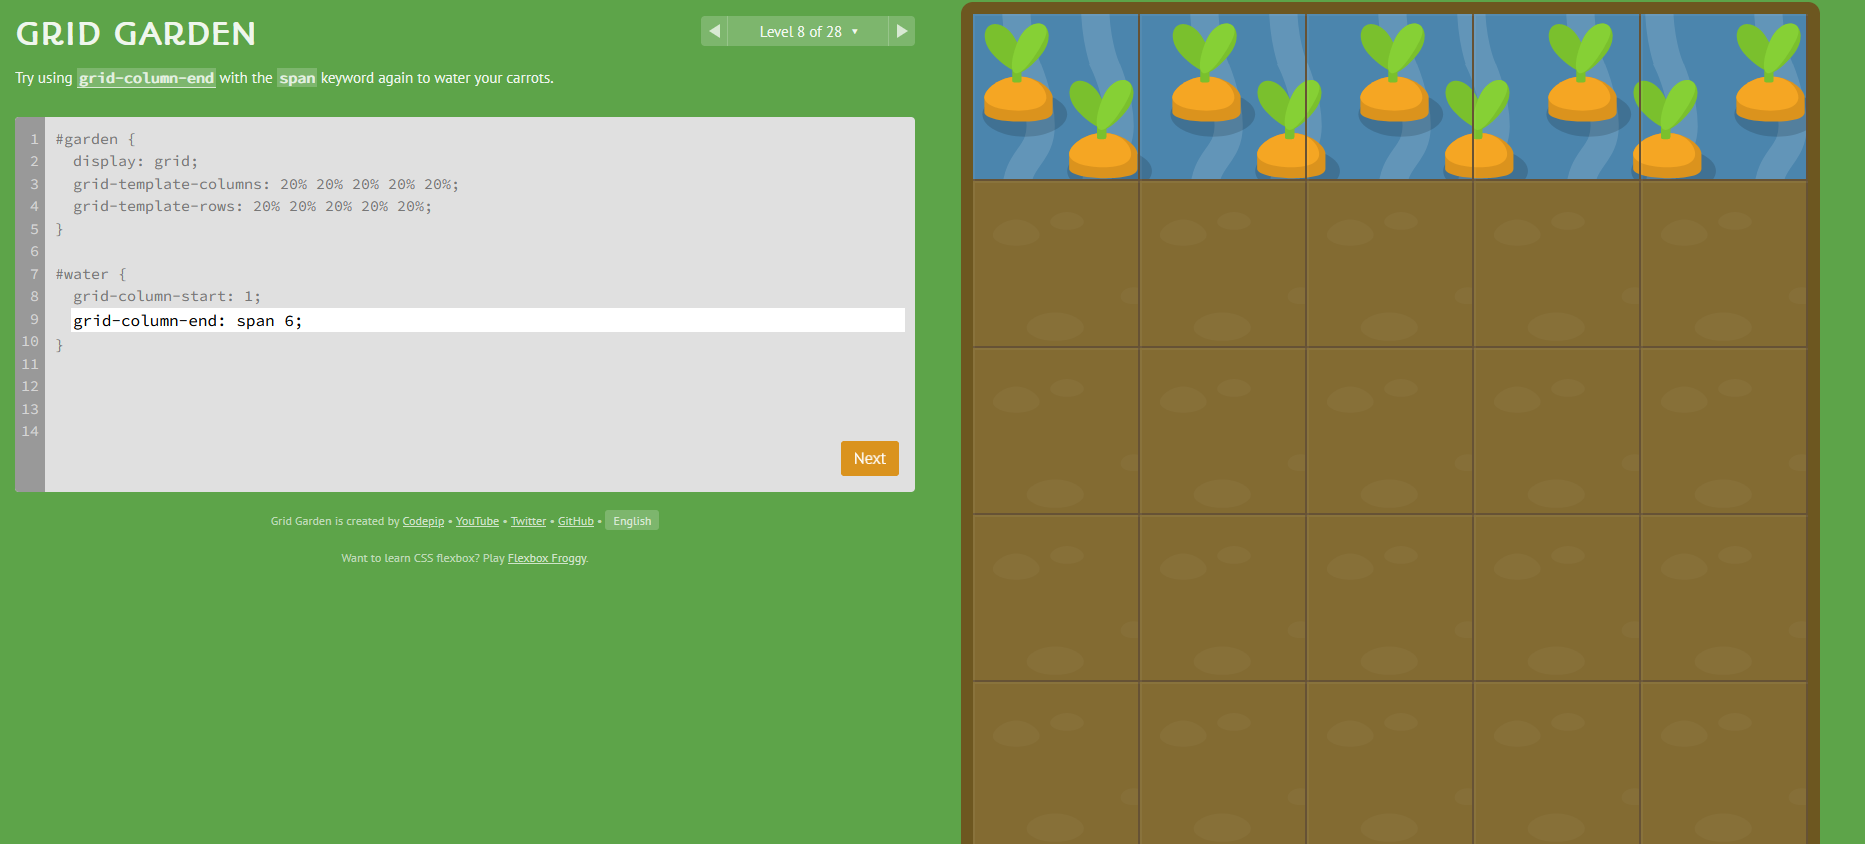 GRID GARDEN
Level 8 of 28
Try using grid-column-end with the span keyword again to water your carrots.
1 #garden {
2 display: grid;
3 grid-template-columns: 20% 20% 20% 20% 20%;
4 grid-template-rows: 20% 20% 20% 20% 20%;
5 }
6
7 #water {
8 grid-column-start: 1;
9 grid-column-end: span 6;
10 }
11
12
13
14
Next
Grid Garden is created by Codepip • YouTube • Twitter • GitHub • English
Want to learn CSS flexbox? Play Flexbox Froggy.